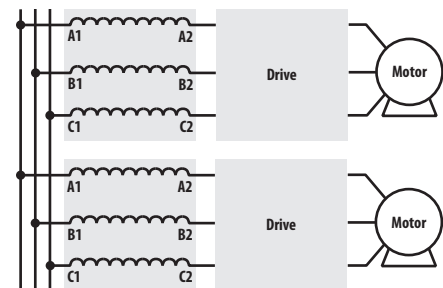 A1 A2
B1 B2
Drive
Motor
C1 C2
A1 A2
B1 B2
Drive
Motor
C1 C2